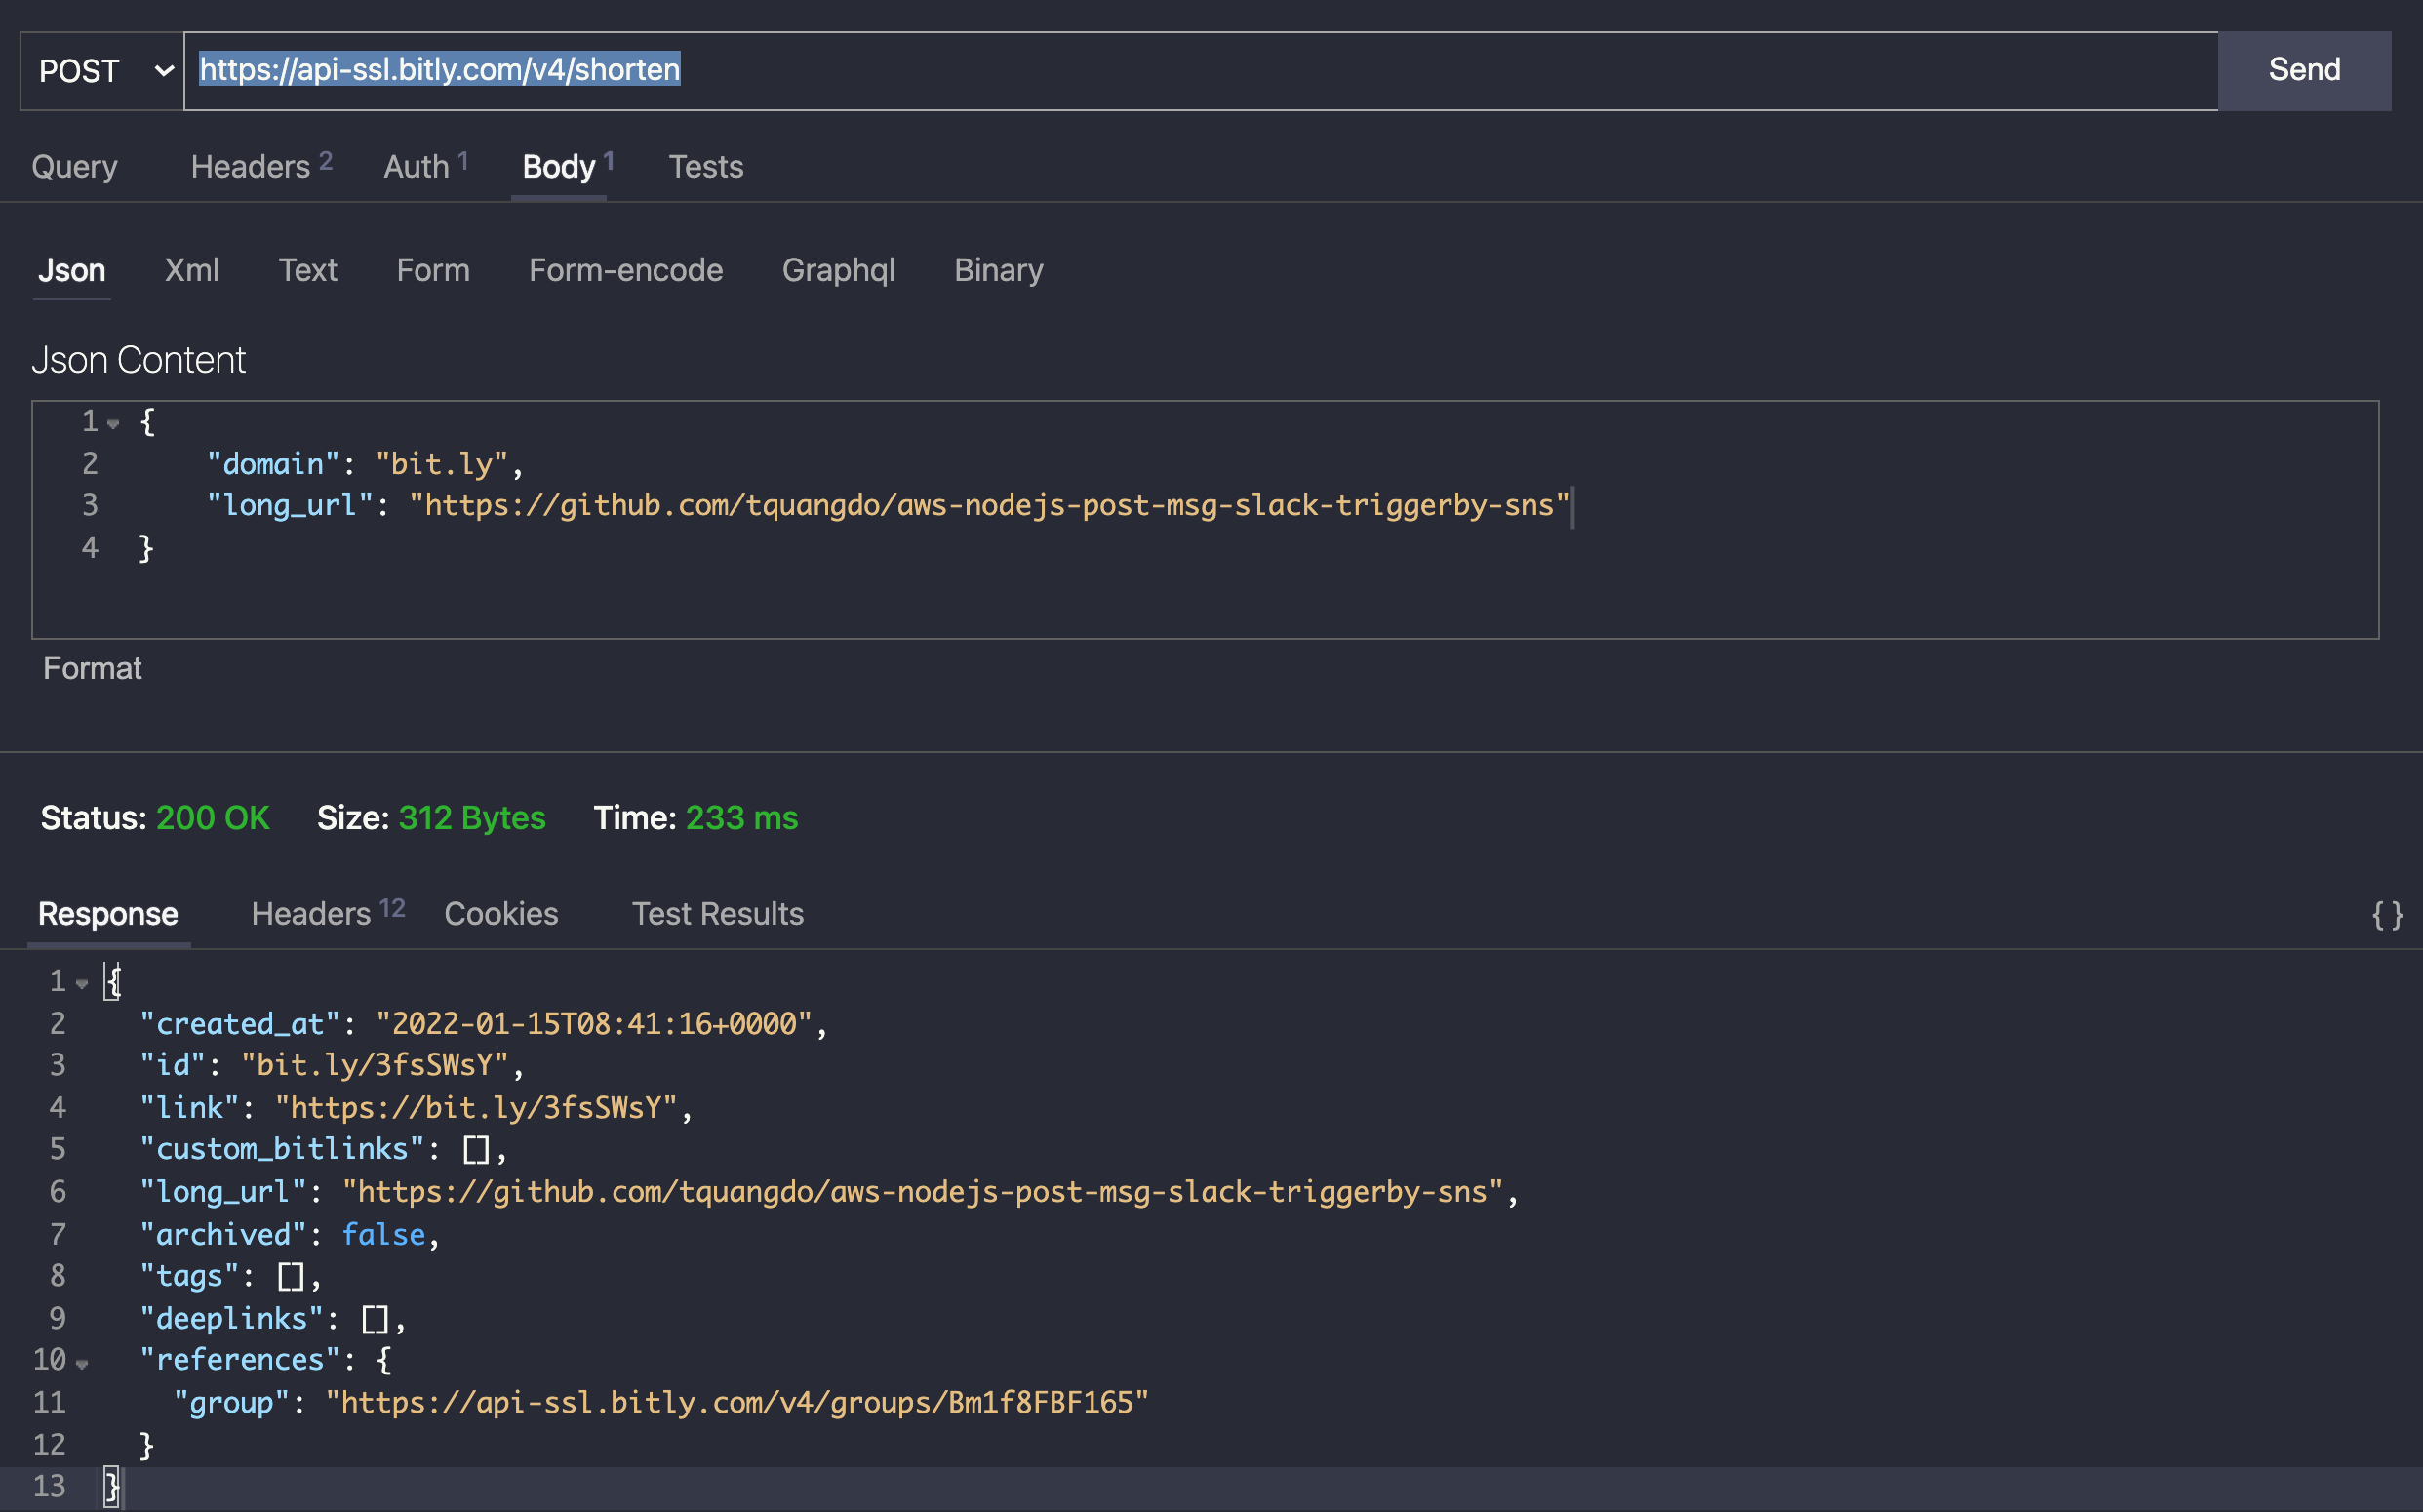 POST https://api-ssl.bitly.com/v4/shorten Send
Query Headers 2 Auth 1 Body 1 Tests
Json Xml Text Form Form-encode Graphql Binary
Json Content
1 {
2 "domain": "bit.ly",
3 "long_url": "https://github.com/tquangdo/aws-nodejs-post-msg-slack-triggerby-sns"
4 }
Format
Status: 200 OK Size: 312 Bytes Time: 233 ms
Response Headers 12 Cookies Test Results { }
1 {
2 "created_at": "2022-01-15T08:41:16+0000",
3 "id": "bit.ly/3fsSWsY",
4 "link": "https://bit.ly/3fsSWsY",
5 "custom_bitlinks": [],
6 "long_url": "https://github.com/tquangdo/aws-nodejs-post-msg-slack-triggerby-sns",
7 "archived": false,
8 "tags": [],
9 "deeplinks": [],
10 "references": {
11 "group": "https://api-ssl.bitly.com/v4/groups/Bm1f8FBF165"
12 }
13 }